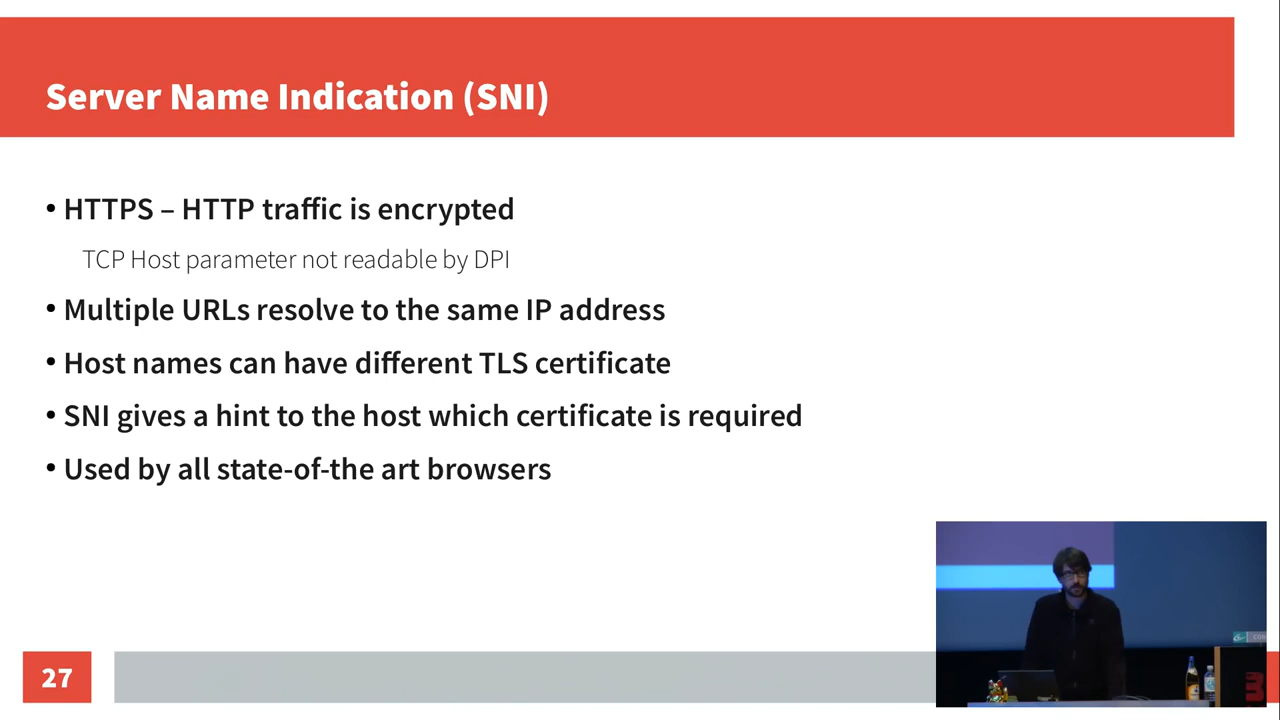 Server Name Indication (SNI)
• HTTPS – HTTP traffic is encrypted
TCP Host parameter not readable by DPI
• Multiple URLs resolve to the same IP address
• Host names can have different TLS certificate
• SNI gives a hint to the host which certificate is required
• Used by all state-of-the art browsers
27